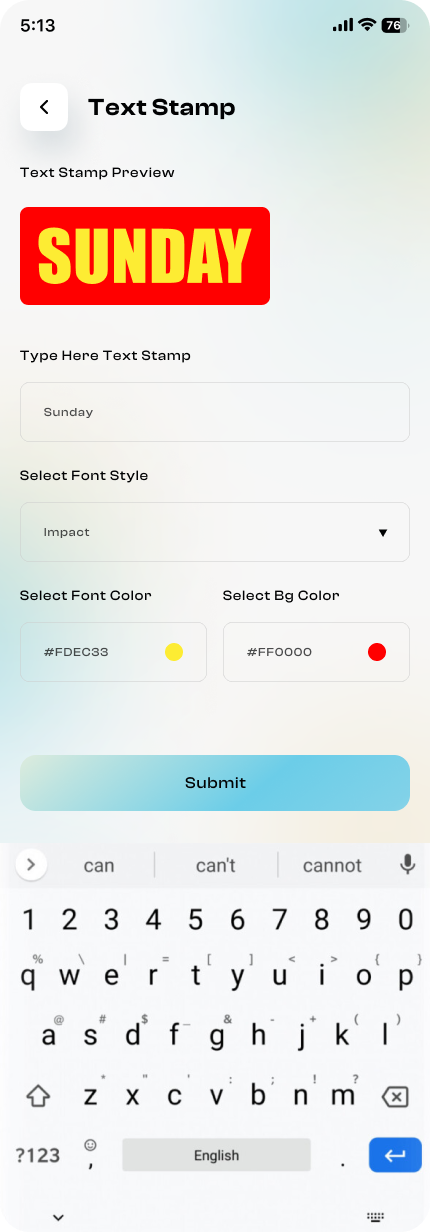 5:13
76
Text Stamp
Text Stamp Preview
SUNDAY
Type Here Text Stamp
Sunday
Select Font Style
Impact
Select Font Color
Select Bg Color
#FDEC33
#FF0000
Submit
can can't cannot
1 2 3 4 5 6 7 8 9 0
% \ | = [ ] < > { }
q w e r t y u i o p
@ # $ _ & - + ( )
a s d f g h j k l
* " ' : ; ! ?
z x c v b n m
?123 , English .